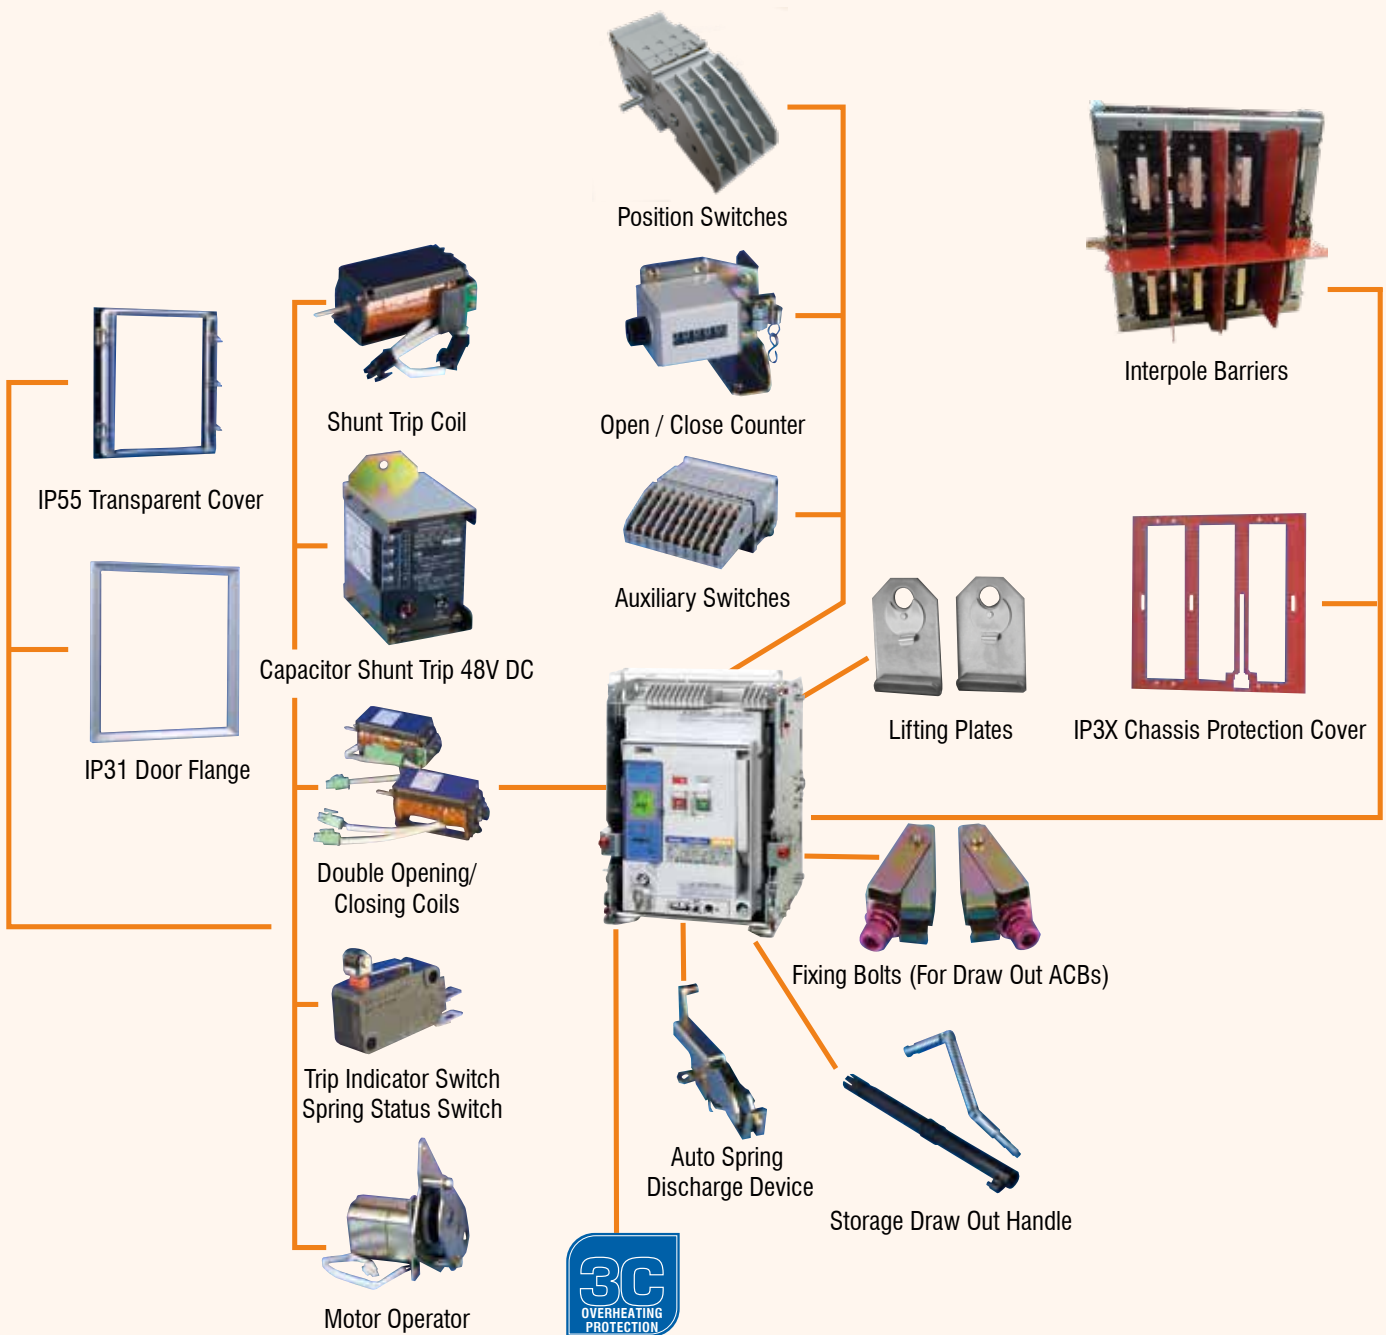 Position Switches
Interpole Barriers
Shunt Trip Coil
Open / Close Counter
IP55 Transparent Cover
Auxiliary Switches
Capacitor Shunt Trip 48V DC
Lifting Plates
IP3X Chassis Protection Cover
IP31 Door Flange
Double Opening/
Closing Coils
Fixing Bolts (For Draw Out ACBs)
Trip Indicator Switch
Spring Status Switch
Auto Spring
Discharge Device
Storage Draw Out Handle
Motor Operator
3C
OVERHEATING
PROTECTION